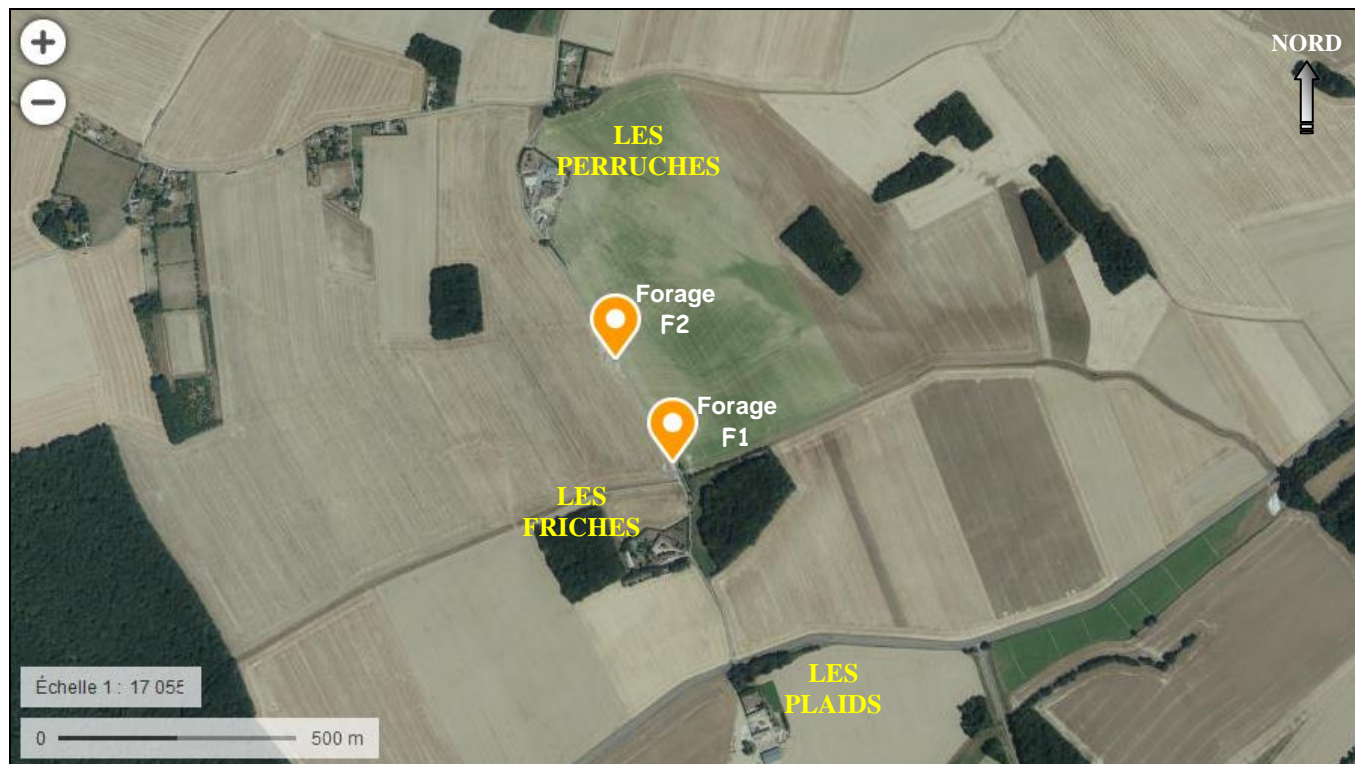 NORD
LES
PERRUCHES
Forage
F2
Forage
F1
LES
FRICHES
LES
PLAIDS
Échelle 1 : 17 055
0 500 m